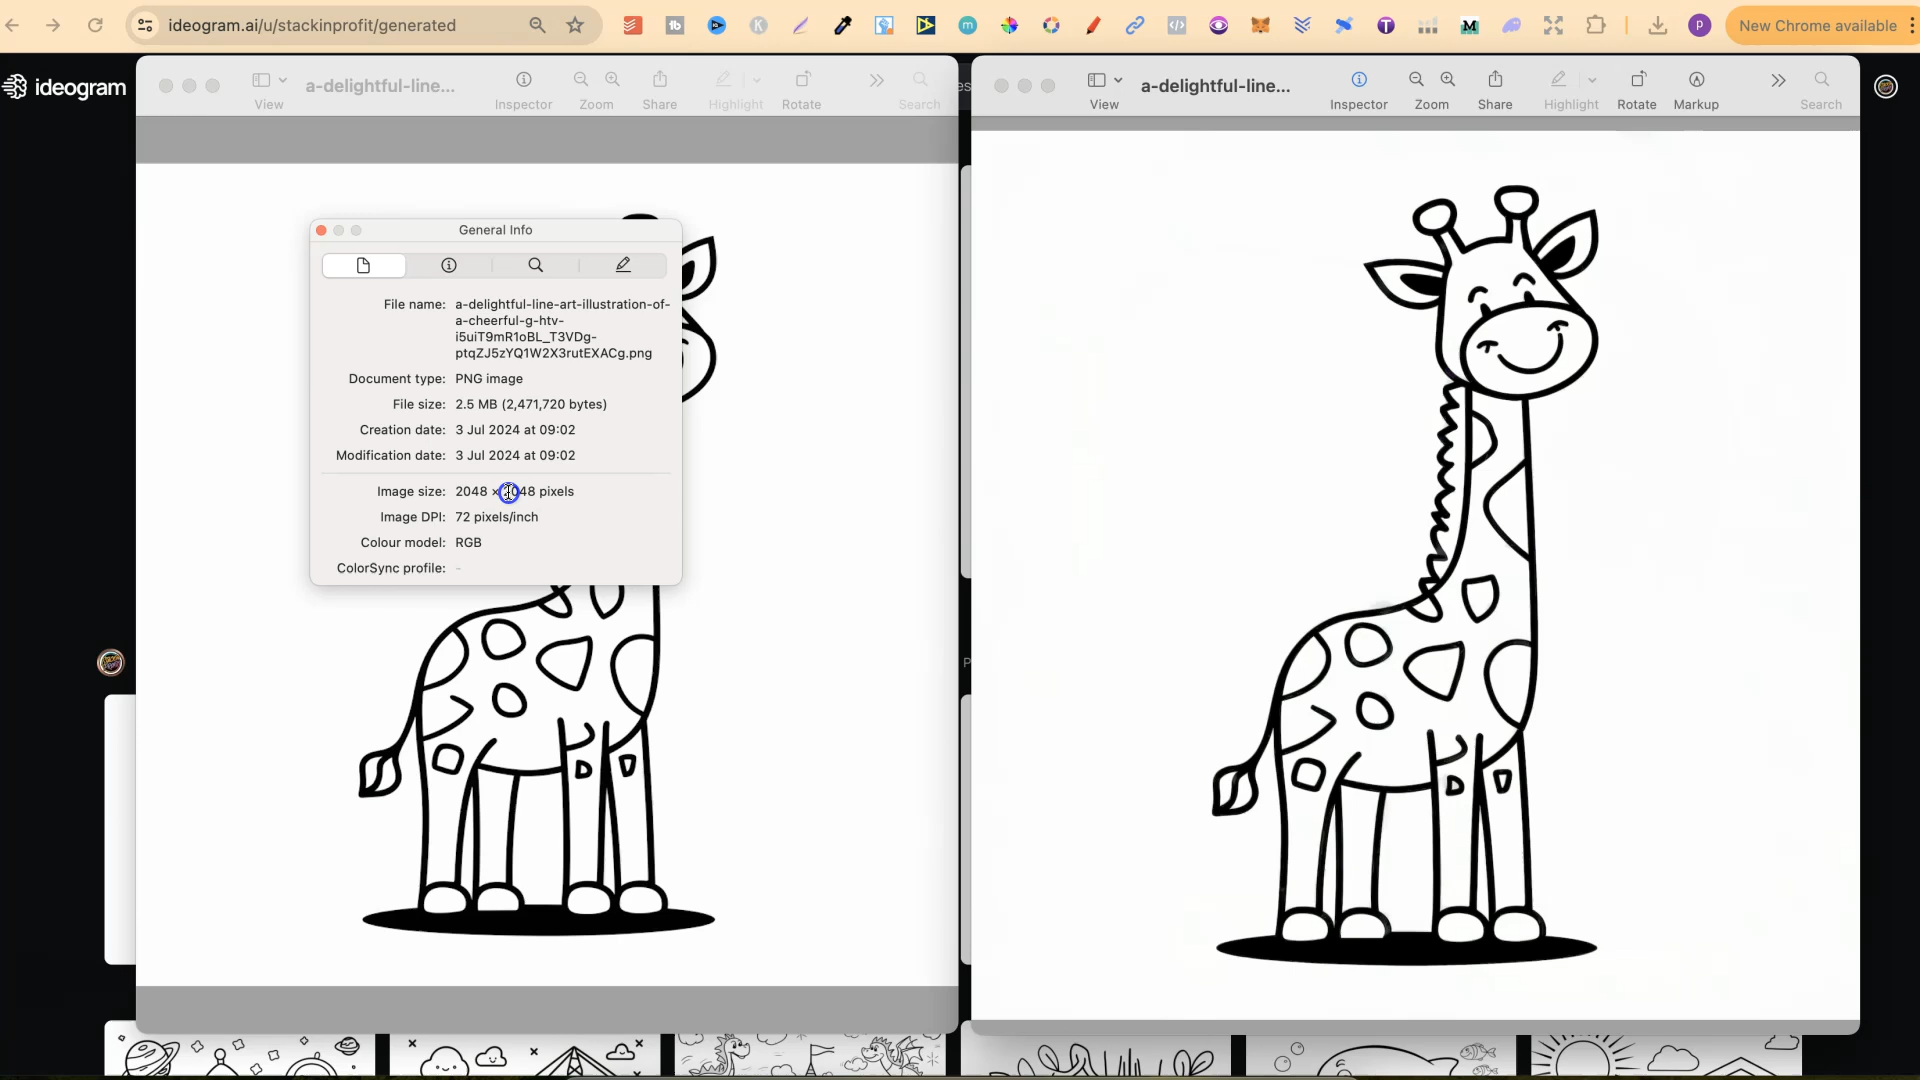 ideogram.ai/u/stackinprofit/generated
New Chrome available
ideogram
a-delightful-line...
View
Inspector
Zoom
Share
Highlight
Rotate
Search
a-delightful-line...
View
Inspector
Zoom
Share
Highlight
Rotate
Markup
Search
General Info
File name: a-delightful-line-art-illustration-of-
a-cheerful-g-htv-
i5uiT9mR1oBL_T3VDg-
ptqZJ5zYQ1W2X3rutEXACg.png
Document type: PNG image
File size: 2.5 MB (2,471,720 bytes)
Creation date: 3 Jul 2024 at 09:02
Modification date: 3 Jul 2024 at 09:02
Image size: 2048 × 2048 pixels
Image DPI: 72 pixels/inch
Colour model: RGB
ColorSync profile: -